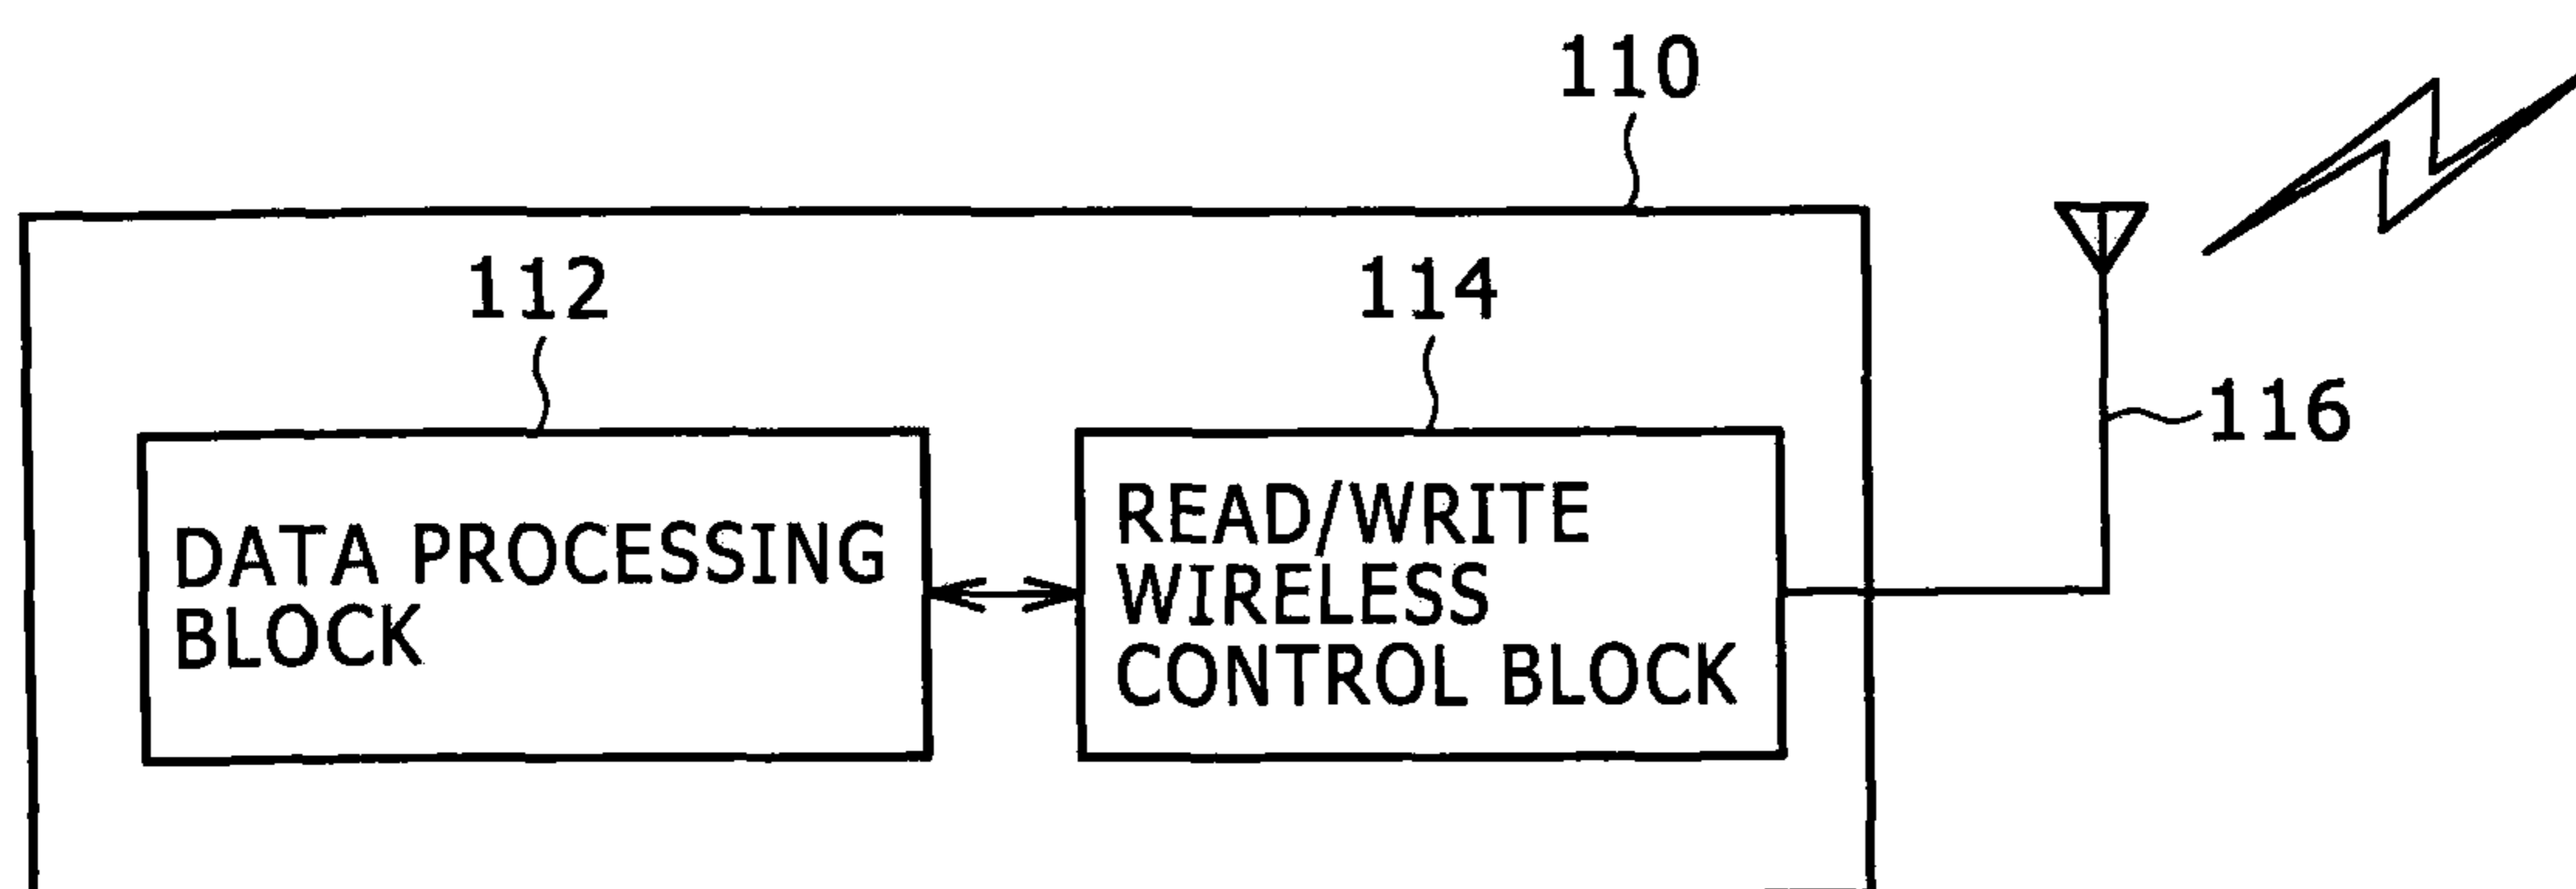 110
112
114
116
DATA PROCESSING
BLOCK
READ/WRITE
WIRELESS
CONTROL BLOCK